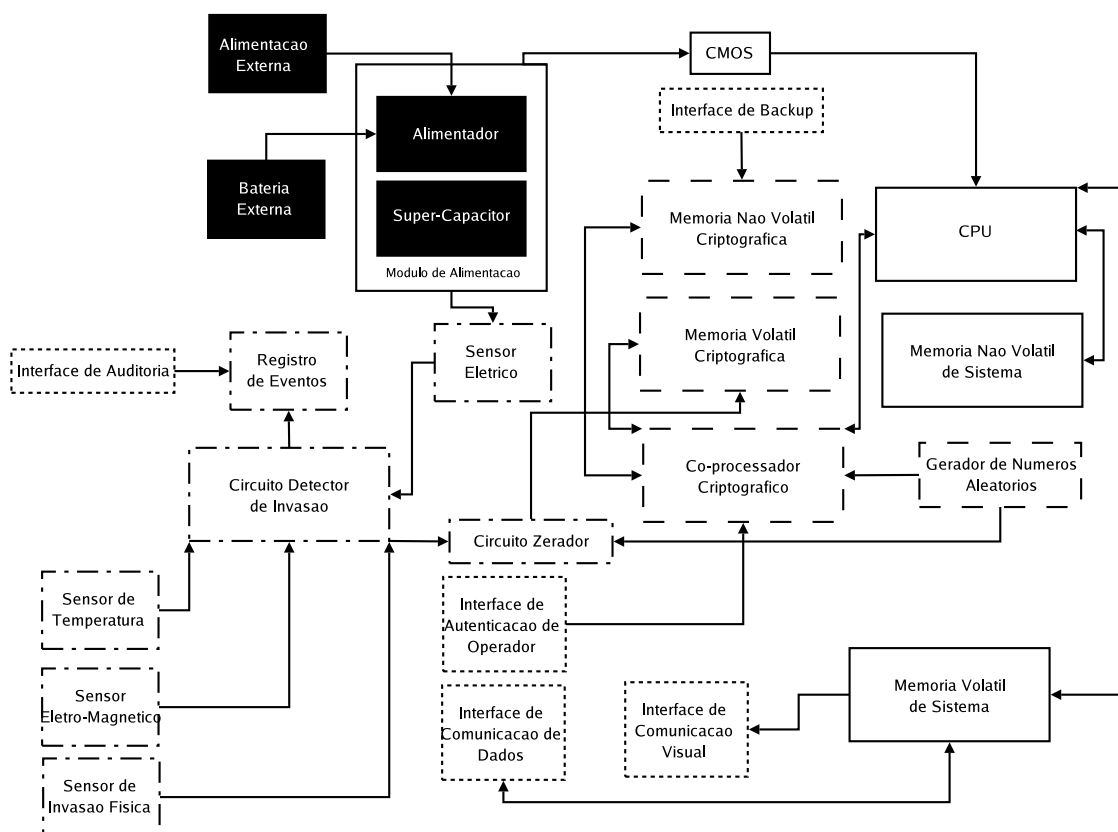 Alimentacao
Externa
CMOS
Interface de Backup
Alimentador
Bateria
Externa
Super-Capacitor
Modulo de Alimentacao
Memoria Nao Volatil
Criptografica
CPU
Memoria Volatil
Criptografica
Memoria Nao Volatil
de Sistema
Interface de Auditoria
Registro
de Eventos
Sensor
Eletrico
Circuito Detector
de Invasao
Co-processador
Criptografico
Gerador de Numeros
Aleatorios
Circuito Zerador
Sensor de
Temperatura
Interface de
Autenticacao de
Operador
Sensor
Eletro-Magnetico
Interface de
Comunicacao de
Dados
Interface de
Comunicacao
Visual
Memoria Volatil
de Sistema
Sensor de
Invasao Fisica